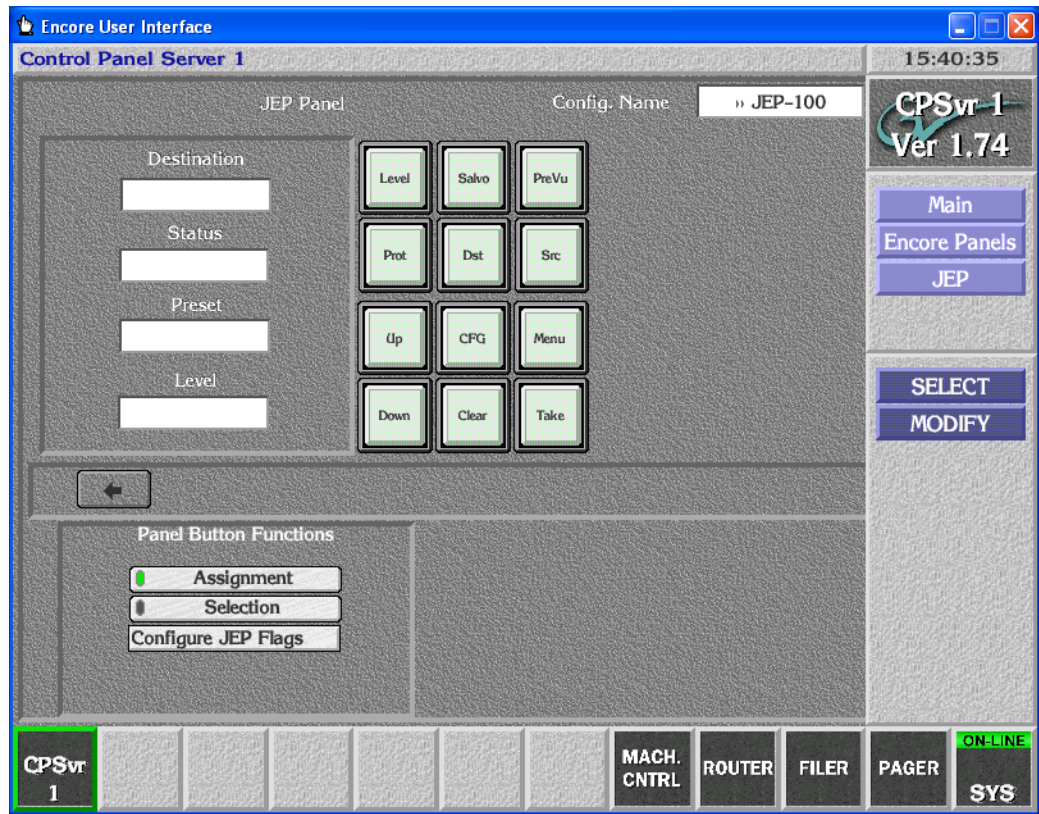 Encore User Interface
Control Panel Server 1
15:40:35
JEP Panel
Config. Name
›› JEP-100
CPSvr 1
Ver 1.74
Destination
Status
Preset
Level
Level Salvo PreVu
Prot Dst Src
Up CFG Menu
Down Clear Take
Main
Encore Panels
JEP
SELECT
MODIFY
Panel Button Functions
Assignment
Selection
Configure JEP Flags
CPSvr
1
MACH.
CNTRL
ROUTER
FILER
PAGER
ON-LINE
SYS